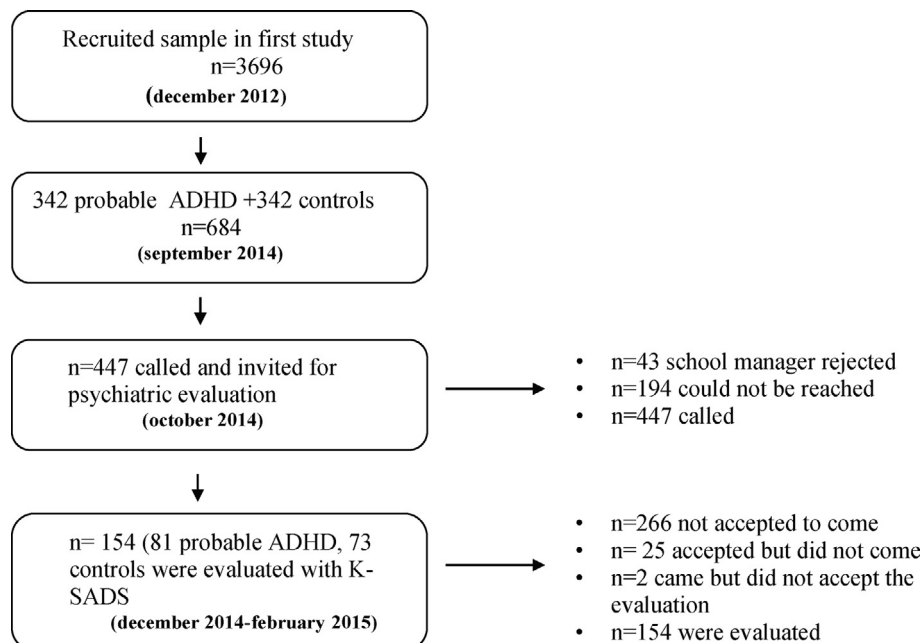 Recruited sample in first study
n=3696
(december 2012)
342 probable ADHD +342 controls
n=684
(september 2014)
n=447 called and invited for
psychiatric evaluation
(october 2014)
• n=43 school manager rejected
• n=194 could not be reached
• n=447 called
n= 154 (81 probable ADHD, 73
controls were evaluated with K-
SADS
(december 2014-february 2015)
• n=266 not accepted to come
• n= 25 accepted but did not come
• n=2 came but did not accept the
evaluation
• n=154 were evaluated